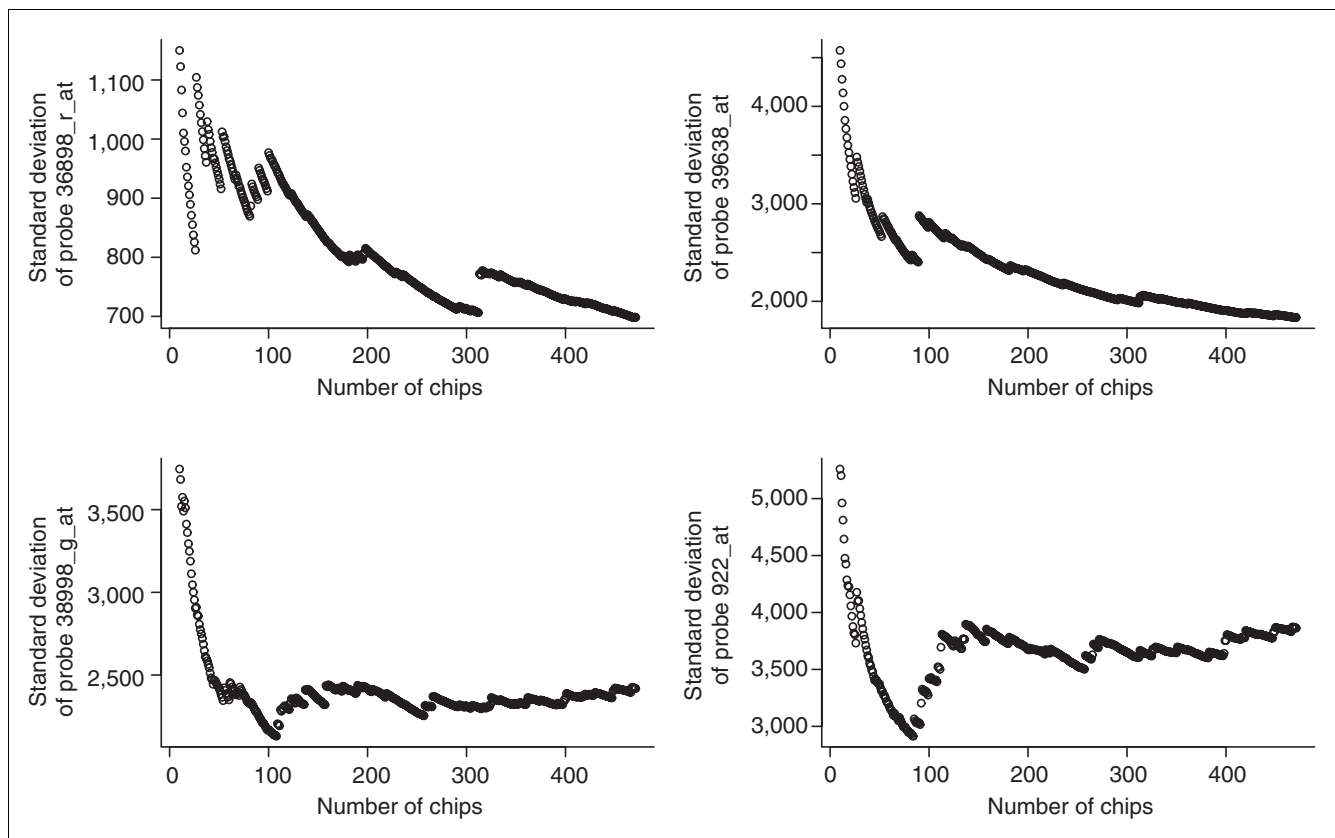 Standard deviation
of probe 36898_r_at
1,100
1,000
900
800
700
0 100 200 300 400
Number of chips
Standard deviation
of probe 39638_at
4,000
3,000
2,000
0 100 200 300 400
Number of chips
Standard deviation
of probe 38998_g_at
3,500
3,000
2,500
0 100 200 300 400
Number of chips
Standard deviation
of probe 922_at
5,000
4,500
4,000
3,500
3,000
0 100 200 300 400
Number of chips